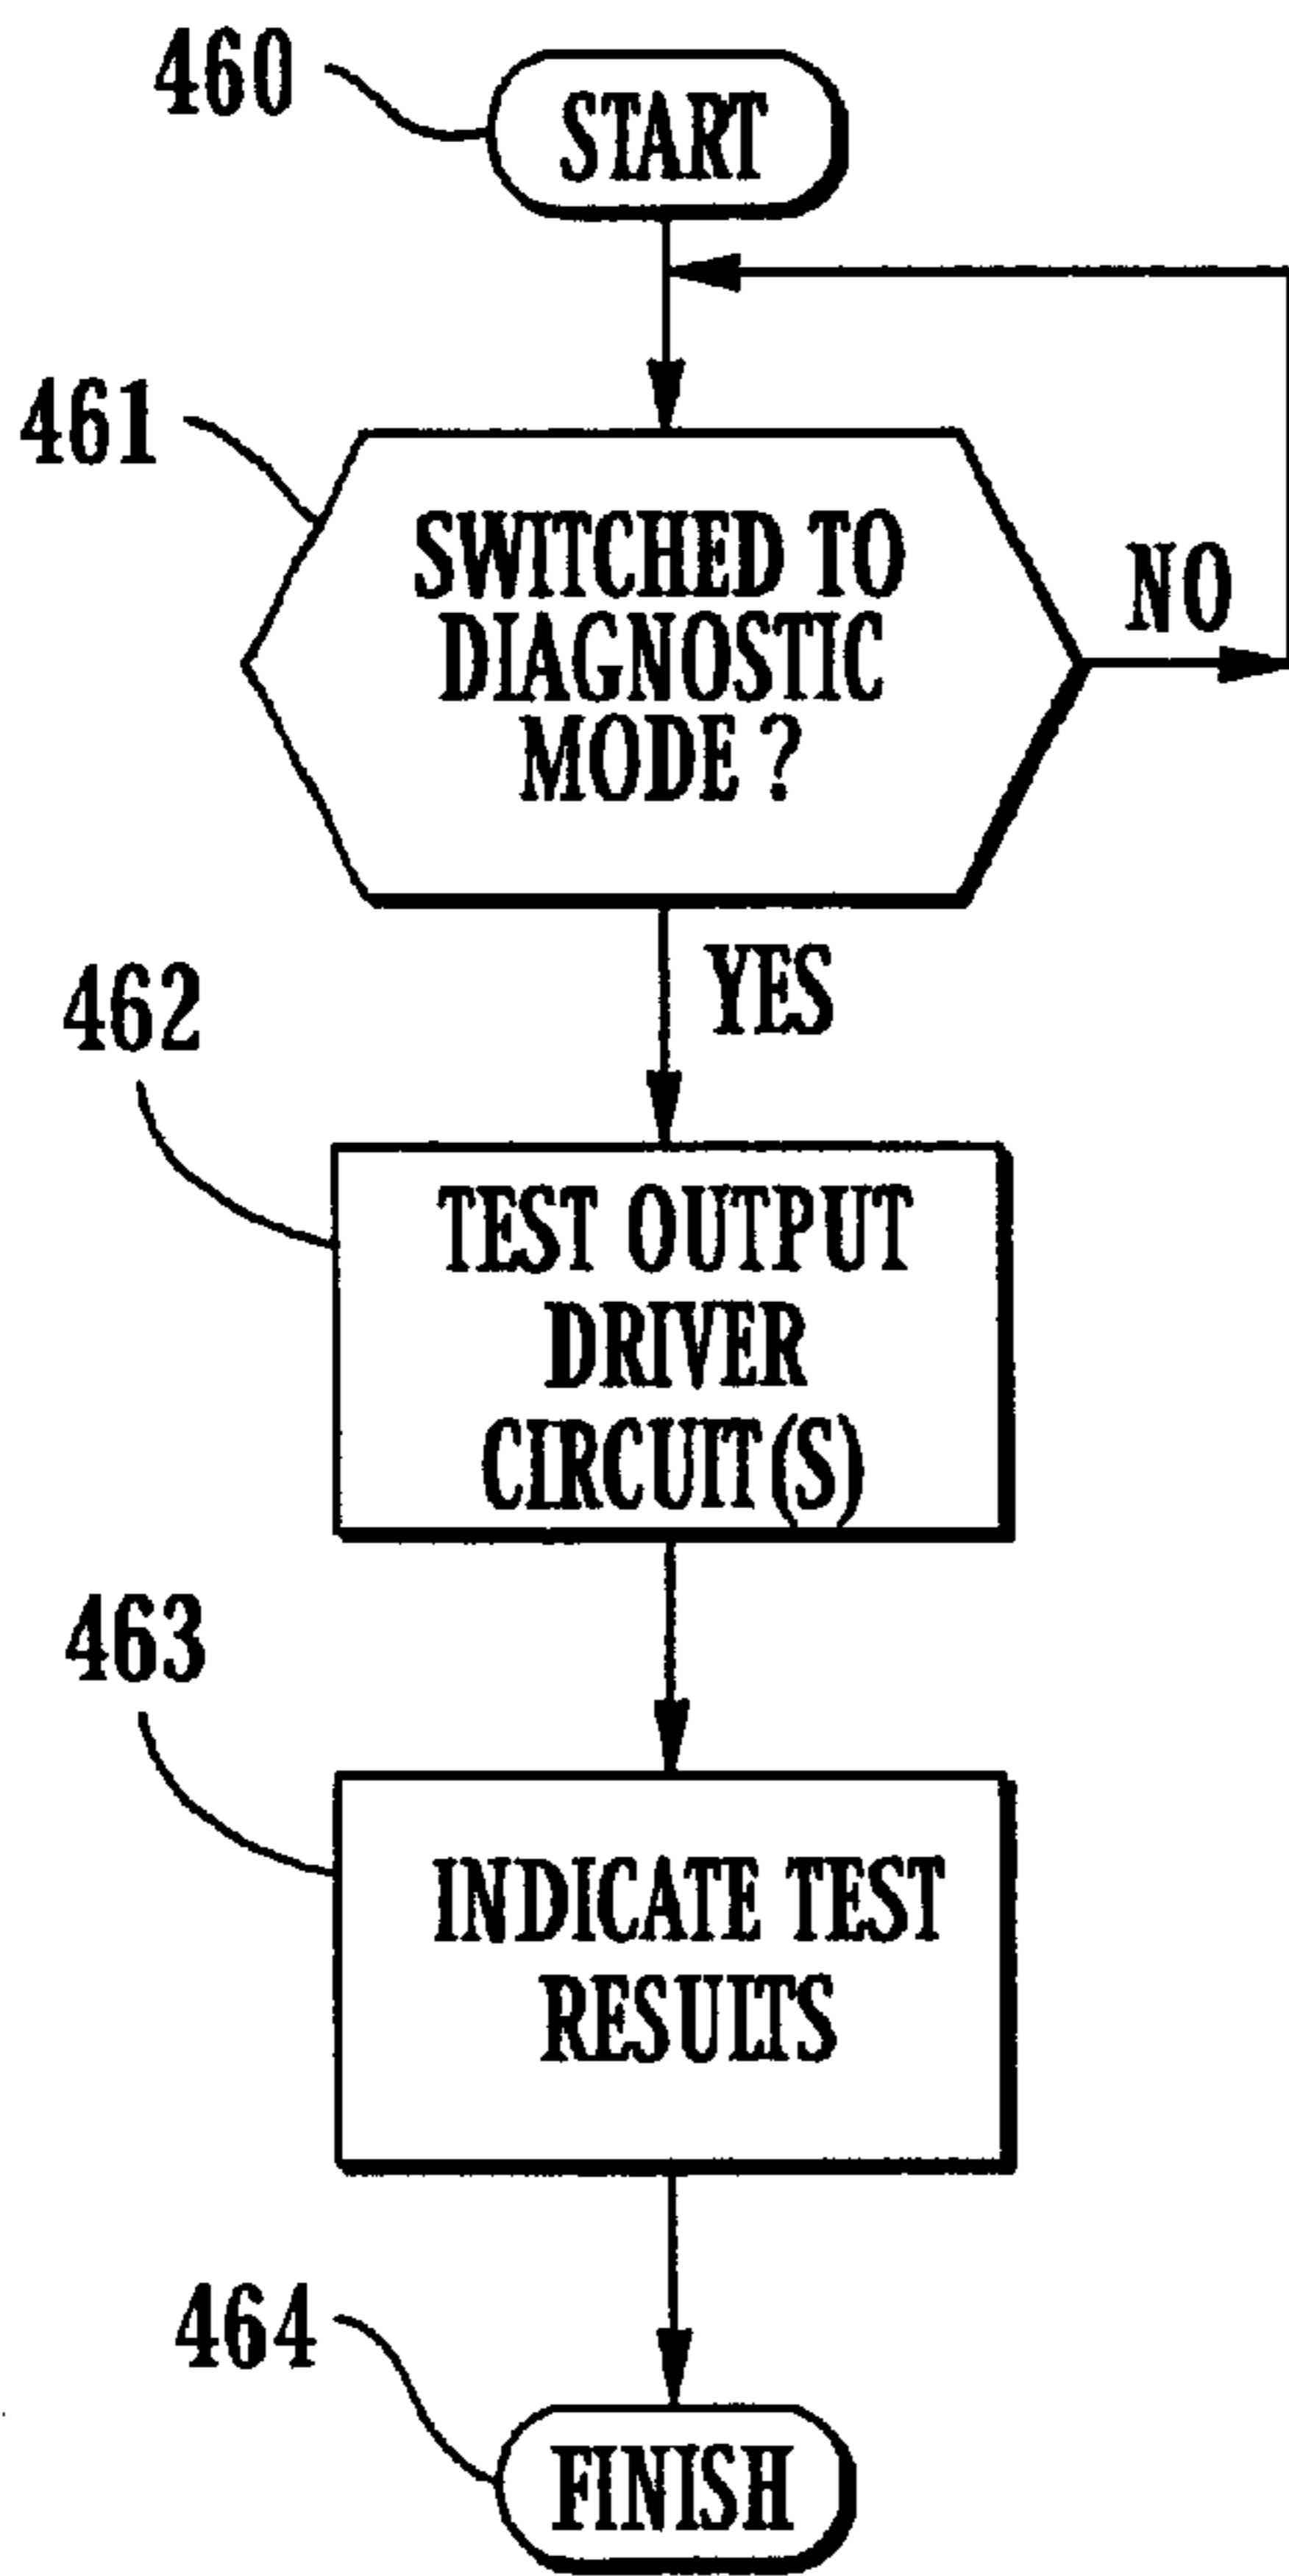 460
START
461
SWITCHED TO
DIAGNOSTIC
MODE ?
NO
YES
462
TEST OUTPUT
DRIVER
CIRCUIT(S)
463
INDICATE TEST
RESULTS
464
FINISH